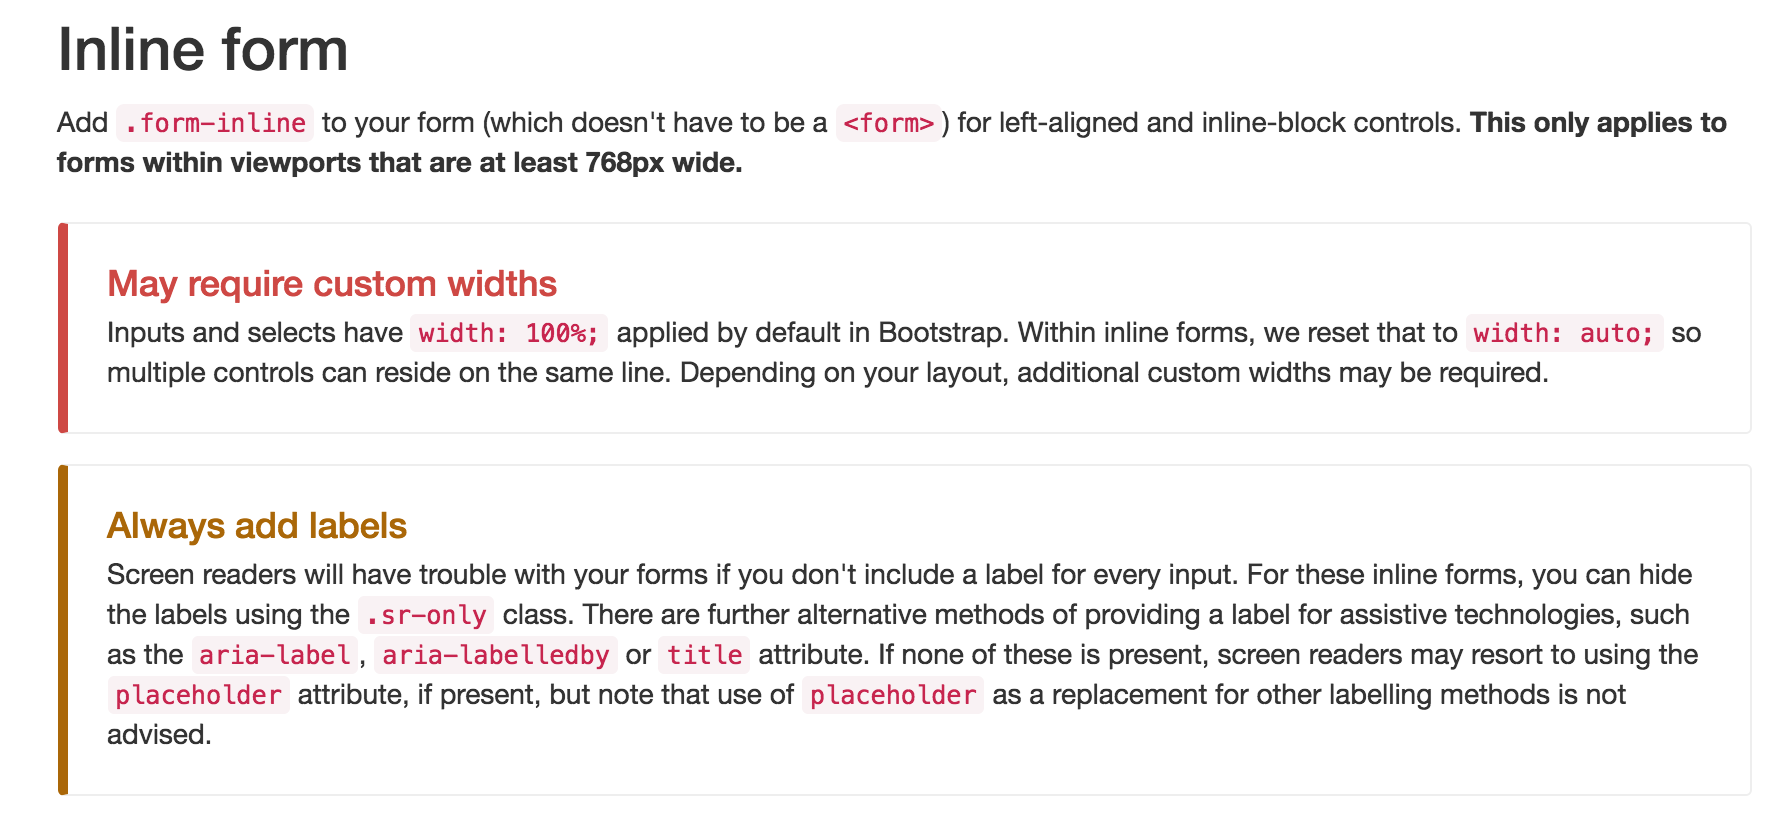 Inline form
Add .form-inline to your form (which doesn't have to be a <form>) for left-aligned and inline-block controls. This only applies to
forms within viewports that are at least 768px wide.
May require custom widths
Inputs and selects have width: 100%; applied by default in Bootstrap. Within inline forms, we reset that to width: auto; so
multiple controls can reside on the same line. Depending on your layout, additional custom widths may be required.
Always add labels
Screen readers will have trouble with your forms if you don't include a label for every input. For these inline forms, you can hide
the labels using the .sr-only class. There are further alternative methods of providing a label for assistive technologies, such
as the aria-label, aria-labelledby or title attribute. If none of these is present, screen readers may resort to using the
placeholder attribute, if present, but note that use of placeholder as a replacement for other labelling methods is not
advised.